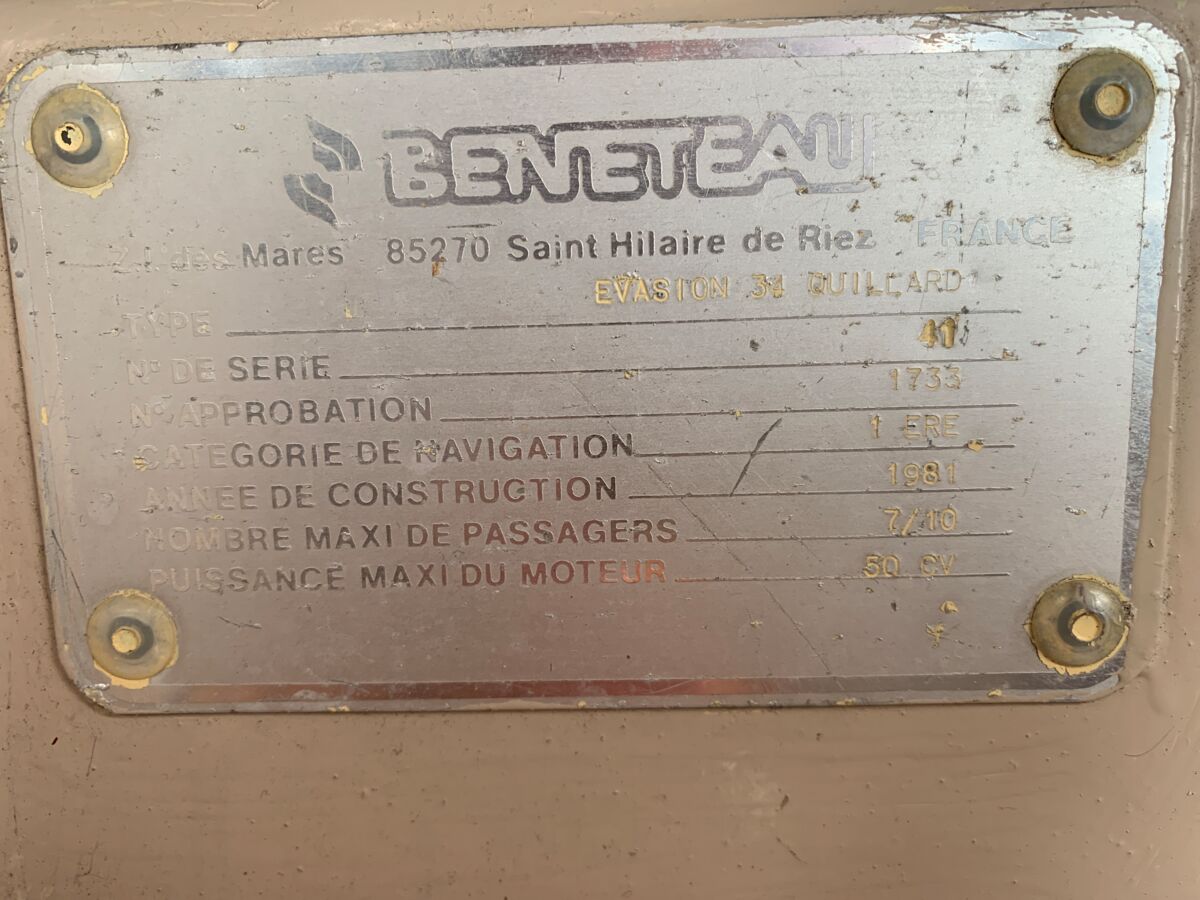 BENETEAU
Z.I. des Mares 85270 Saint Hilaire de Riez FRANCE
TYPE EVASION 34 QUILLARD
N° DE SERIE 41
N° APPROBATION 1733
CATEGORIE DE NAVIGATION 1 ERE
ANNEE DE CONSTRUCTION 1981
NOMBRE MAXI DE PASSAGERS 7/10
PUISSANCE MAXI DU MOTEUR 50 CV